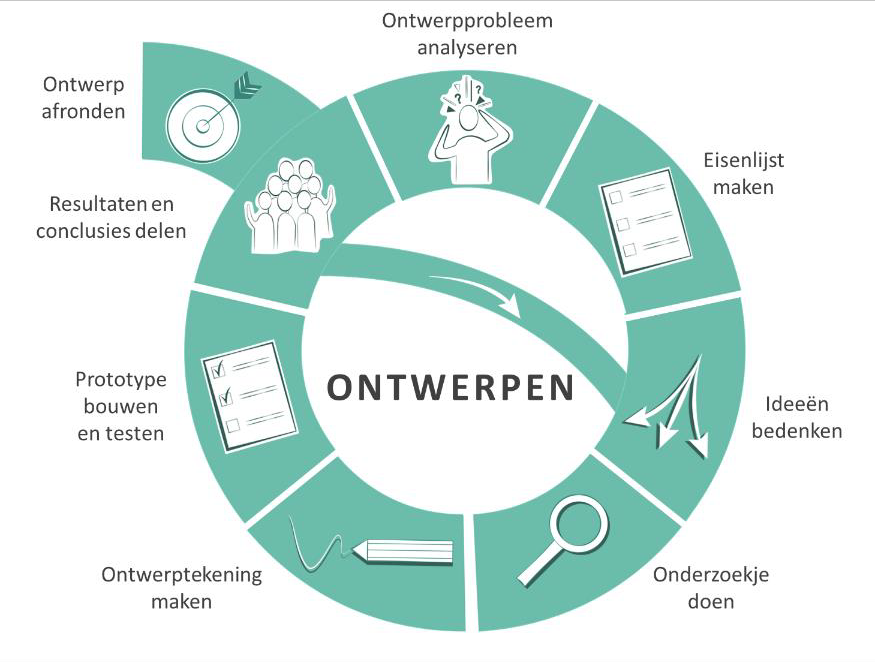 Ontwerpprobleem
analyseren
Eisenlijst
maken
Ideeën
bedenken
Onderzoekje
doen
Ontwerptekening
maken
Prototype
bouwen
en testen
Resultaten en
conclusies delen
Ontwerp
afronden
ONTWERPEN
? ?